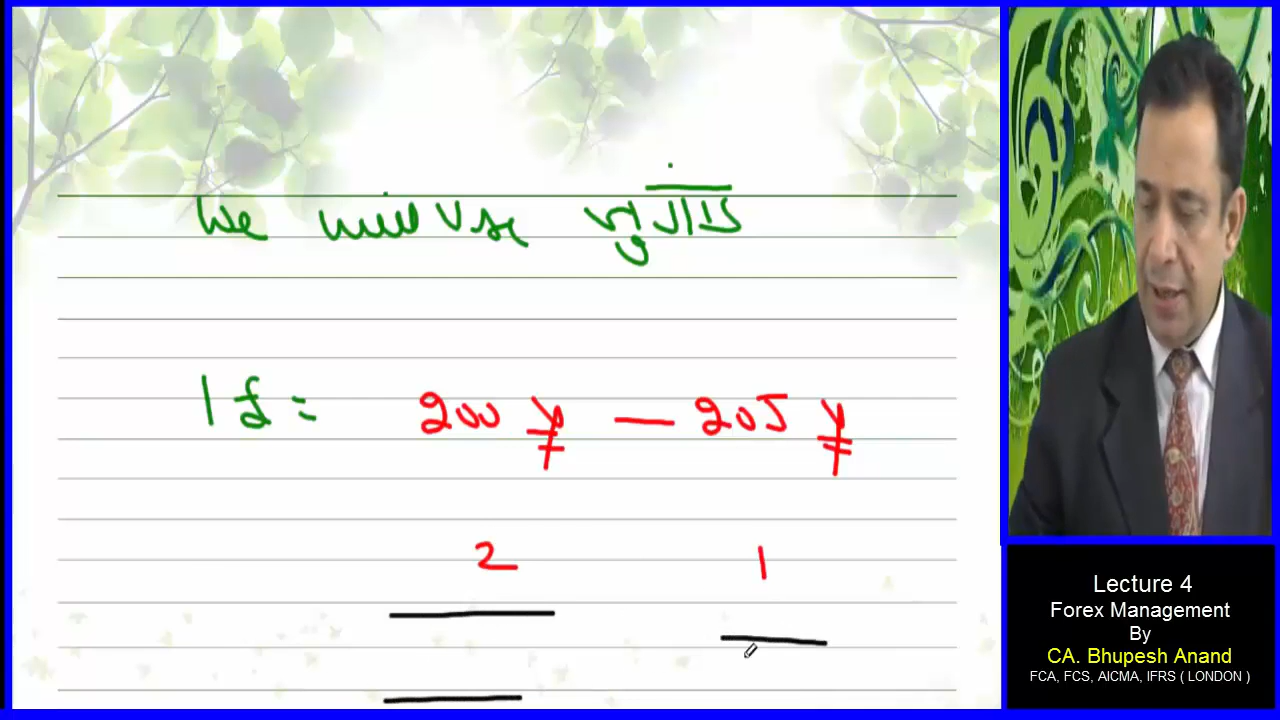 We will use जुगाड
1 £ = 200 ¥ — 205 ¥
2 1
Lecture 4
Forex Management
By
CA. Bhupesh Anand
FCA, FCS, AICMA, IFRS ( LONDON )